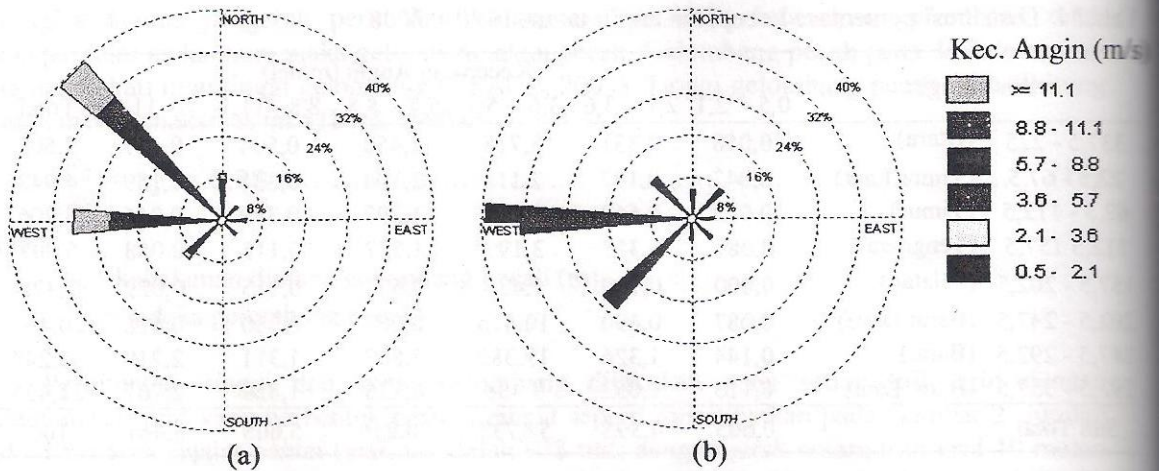 NORTH
40%
32%
24%
16%
8%
WEST
EAST
SOUTH
(a)
NORTH
40%
32%
24%
16%
8%
WEST
EAST
SOUTH
(b)
Kec. Angin (m/s)
>= 11.1
8.8 - 11.1
5.7 - 8.8
3.6 - 5.7
2.1 - 3.6
0.5 - 2.1